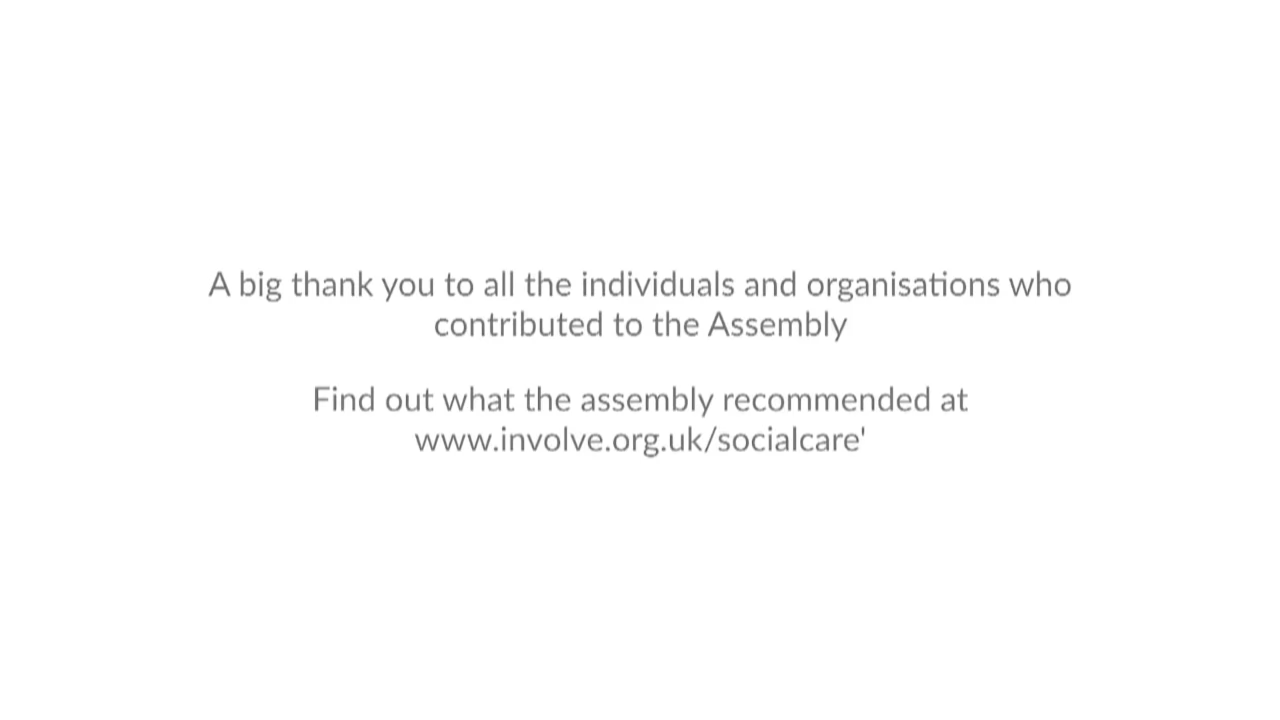 A big thank you to all the individuals and organisations who
contributed to the Assembly
Find out what the assembly recommended at
www.involve.org.uk/socialcare'